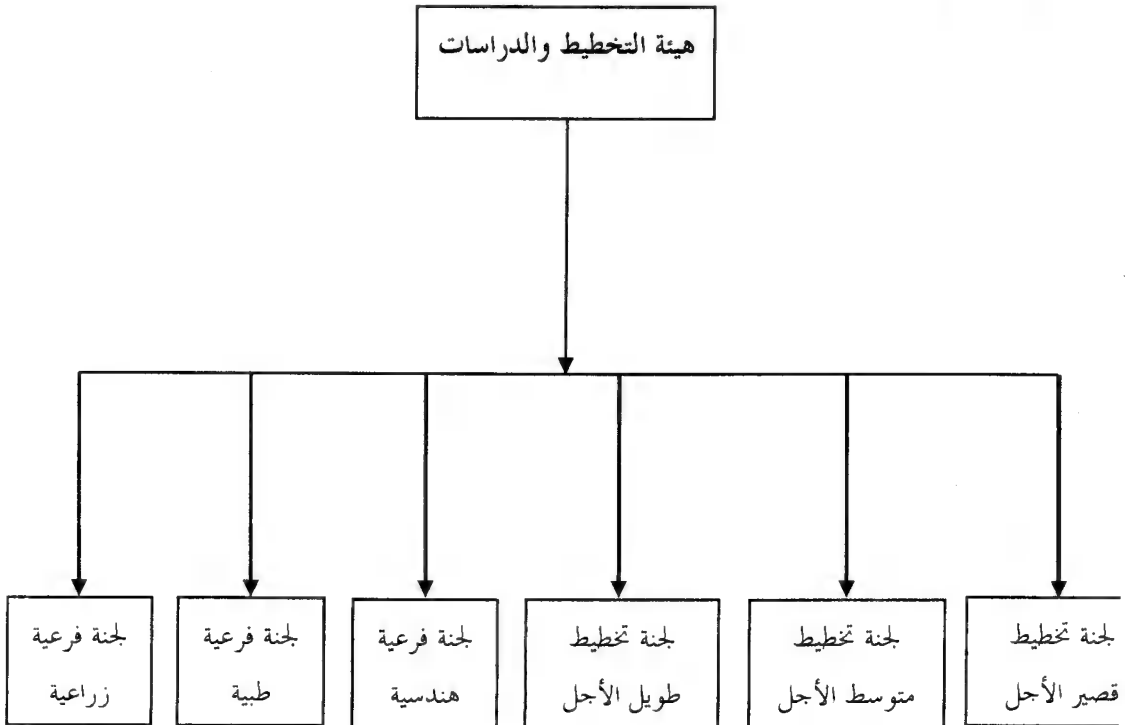 هيئة التخطيط والدراسات
لجنة تخطيط
قصير الأجل
لجنة تخطيط
متوسط الأجل
لجنة تخطيط
طويل الأجل
لجنة فرعية
هندسية
لجنة فرعية
طبية
لجنة فرعية
زراعية